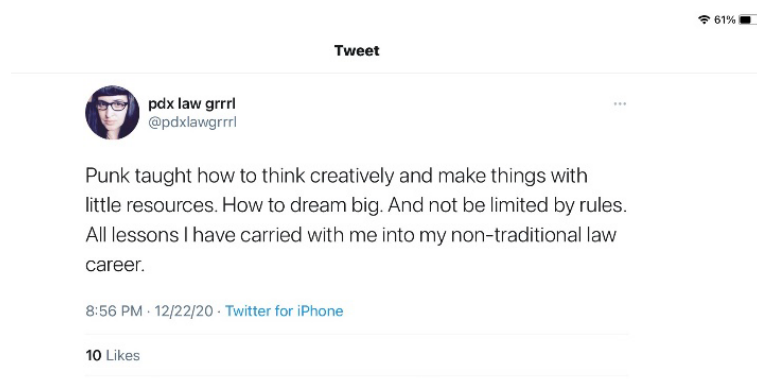 61%
Tweet
pdx law grrrl
@pdxlawgrrrl
Punk taught how to think creatively and make things with
little resources. How to dream big. And not be limited by rules.
All lessons I have carried with me into my non-traditional law
career.
8:56 PM · 12/22/20 · Twitter for iPhone
10 Likes